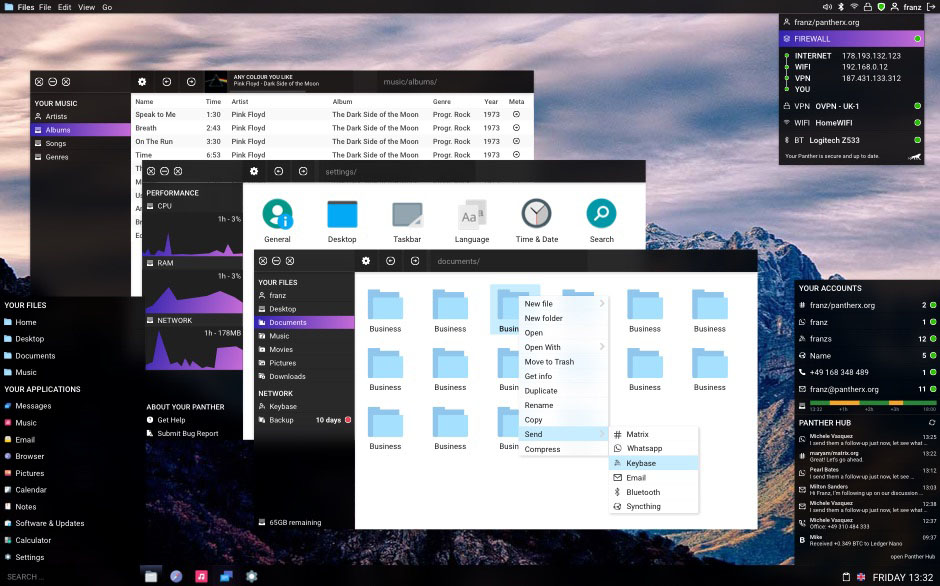 Files File Edit View Go
franz
franz/pantherx.org
FIREWALL
INTERNET 178.193.132.123
WIFI 192.168.0.12
VPN 187.431.133.312
YOU
VPN OVPN - UK-1
WIFI HomeWIFI
BT Logitech Z533
Your Panther is secure and up to date.
ANY COLOUR YOU LIKE
Pink Floyd - Dark Side of the Moon
music/albums/
YOUR MUSIC
Artists
Albums
Songs
Genres
Name Time Artist Album Genre Year Meta
Speak to Me 1:30 Pink Floyd The Dark Side of the Moon Progr. Rock 1973
Breath 2:43 Pink Floyd The Dark Side of the Moon Progr. Rock 1973
On The Run 3:30 Pink Floyd The Dark Side of the Moon Progr. Rock 1973
Time 6:53 Pink Floyd The Dark Side of the Moon Progr. Rock 1973
settings/
PERFORMANCE
CPU
1h - 3%
RAM
1h - 3%
NETWORK
1h - 178MB
ABOUT YOUR PANTHER
Get Help
Submit Bug Report
General Desktop Taskbar Language Time & Date Search
documents/
YOUR FILES
franz
Desktop
Documents
Music
Movies
Pictures
Downloads
NETWORK
Keybase
Backup 10 days
65GB remaining
Business Business Business Business
Business Business Business Business
Business Business
New file
New folder
Open
Open With
Move to Trash
Get info
Duplicate
Rename
Copy
Send
Compress
Matrix
Whatsapp
Keybase
Email
Bluetooth
Syncthing
YOUR FILES
Home
Desktop
Documents
Music
YOUR APPLICATIONS
Messages
Music
Email
Browser
Pictures
Calendar
Notes
Software & Updates
Calculator
Settings
SEARCH ...
YOUR ACCOUNTS
franz/pantherx.org 2
franz 1
franzs 12
Name 5
+49 168 348 489 1
franz@pantherx.org 11
13:32 +1h +2h +3h 18:00
PANTHER HUB
Michele Vasquez 13:25
I send them a follow-up just now, let see what ...
maryam/matrix.org 13:22
Great! Let's go ahead.
Pearl Bates 13:12
I send them a follow-up just now, let see ...
Milton Sanders 13:03
Hi Franz, I'm following up on our discussion ...
Michele Vasquez 12:38
I send them a follow-up just now, let see what ...
Michele Vasquez 12:37
Office: +49 310 484 333
Mike 09:37
Received +0.349 BTC to Ledger Nano
open Panther Hub
FRIDAY 13:32